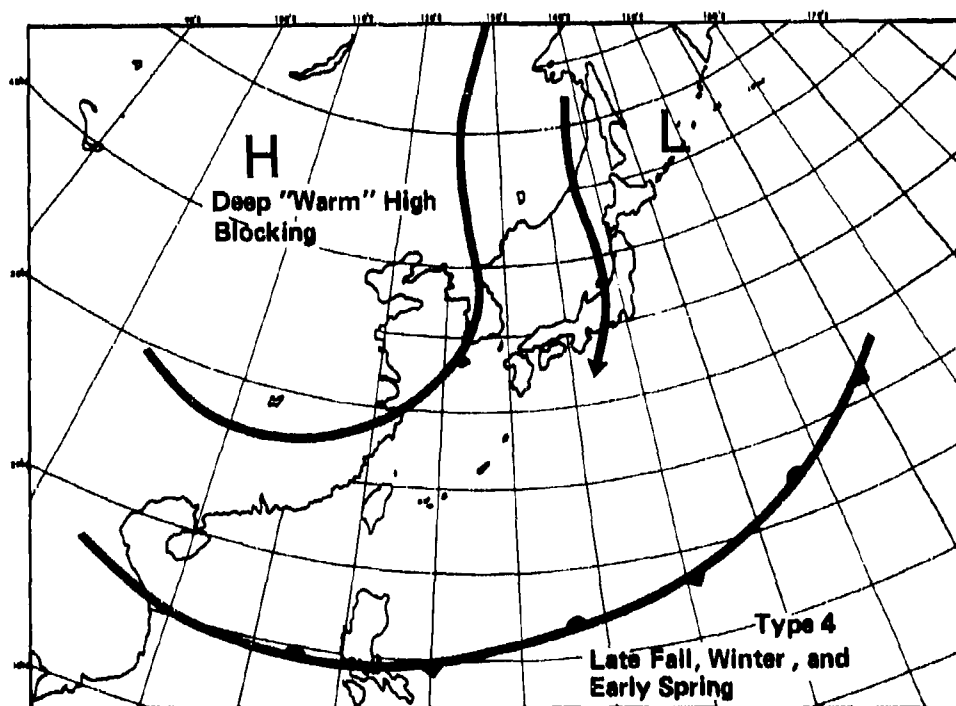 H
L
Deep "Warm" High
Blocking
Type 4
Late Fall, Winter, and
Early Spring